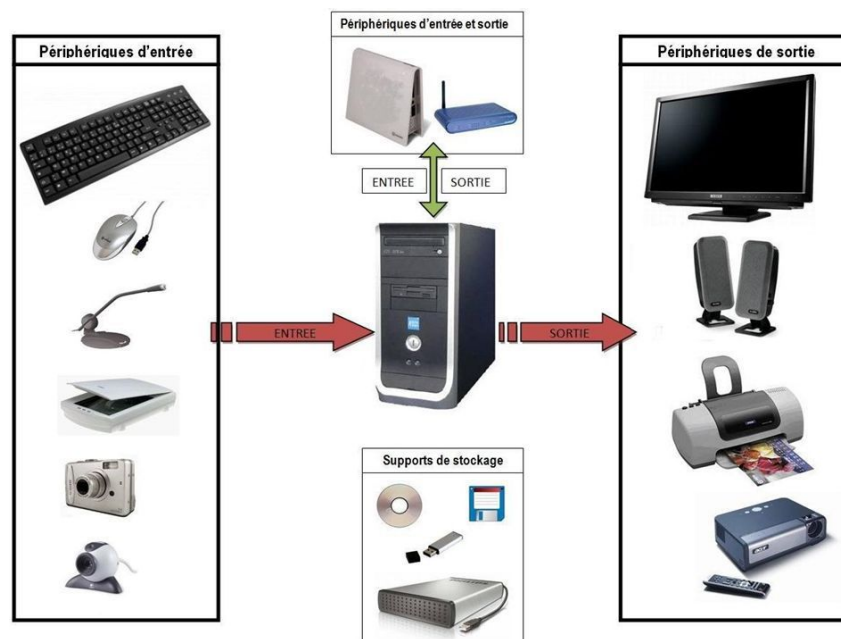 Périphériques d'entrée et sortie
Périphériques d'entrée
Périphériques de sortie
ENTREE
SORTIE
ENTREE
SORTIE
Supports de stockage